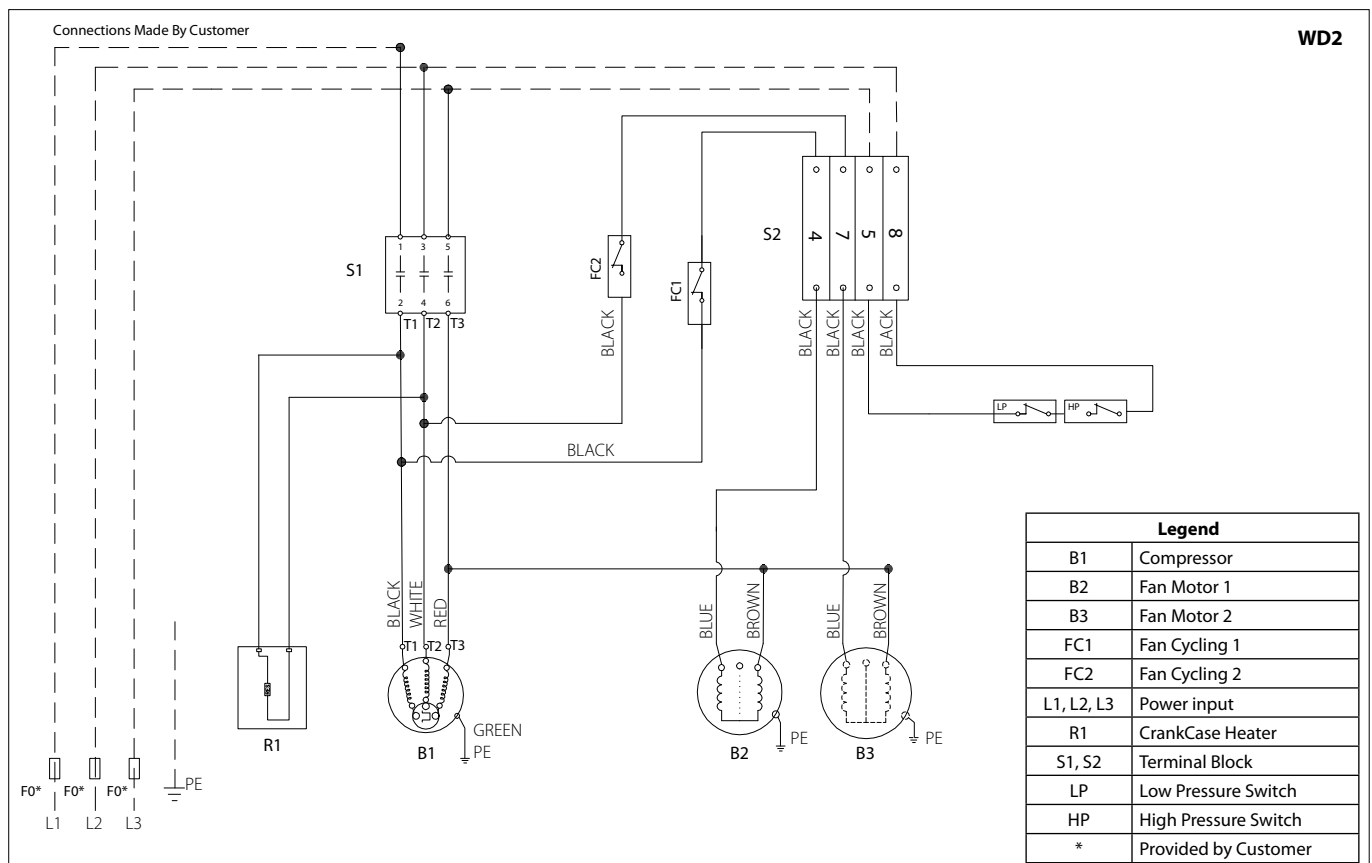 Connections Made By Customer
WD2
S1
1 3 5
2 4 6
T1 T2 T3
FC2
FC1
S2
4 7 5 8
BLACK
BLACK
BLACK
BLACK
BLACK
BLACK
LP
HP
BLACK
WHITE
RED
BLUE
BROWN
BLUE
BROWN
T1 T2 T3
R1
B1
GREEN
PE
B2
PE
B3
PE
F0* F0* F0*
PE
L1 L2 L3
Legend
B1 Compressor
B2 Fan Motor 1
B3 Fan Motor 2
FC1 Fan Cycling 1
FC2 Fan Cycling 2
L1, L2, L3 Power input
R1 CrankCase Heater
S1, S2 Terminal Block
LP Low Pressure Switch
HP High Pressure Switch
* Provided by Customer